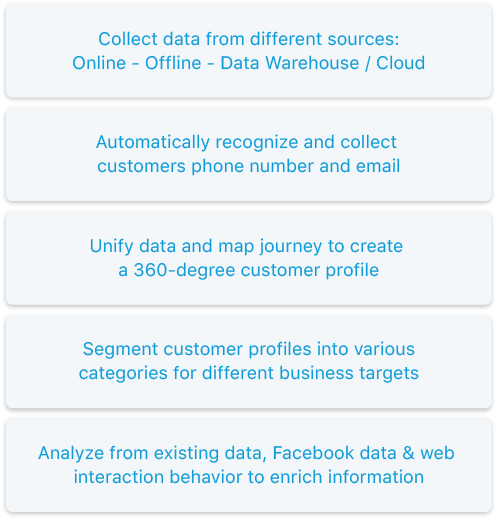 Collect data from different sources:
Online - Offline - Data Warehouse / Cloud
Automatically recognize and collect
customers phone number and email
Unify data and map journey to create
a 360-degree customer profile
Segment customer profiles into various
categories for different business targets
Analyze from existing data, Facebook data & web
interaction behavior to enrich information